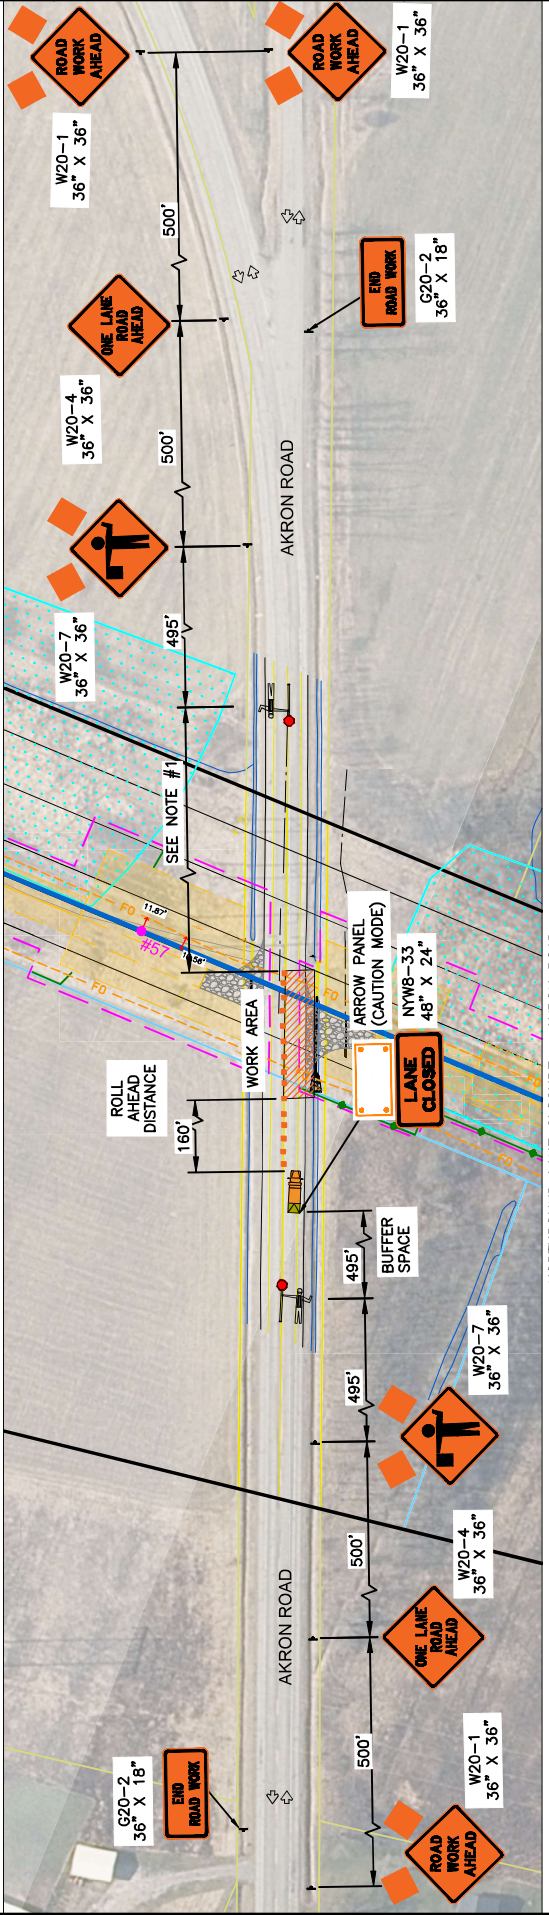 ROAD
WORK
AHEAD
W20-1
36" X 36"
ROAD
WORK
AHEAD
W20-1
36" X 36"
500'
ONE LANE
ROAD
AHEAD
W20-4
36" X 36"
END
ROAD WORK
G20-2
36" X 18"
500'
AKRON ROAD
W20-7
36" X 36"
495'
SEE NOTE #1
FO
11.87'
#57
FO
WORK AREA
ARROW PANEL
(CAUTION MODE)
NYW8-33
48" X 24"
LANE
CLOSED
ROLL
AHEAD
DISTANCE
160'
FO
495'
BUFFER
SPACE
495'
W20-7
36" X 36"
500'
W20-4
36" X 36"
ONE LANE
ROAD
AHEAD
AKRON ROAD
500'
W20-1
36" X 36"
ROAD
WORK
AHEAD
G20-2
36" X 18"
END
ROAD WORK